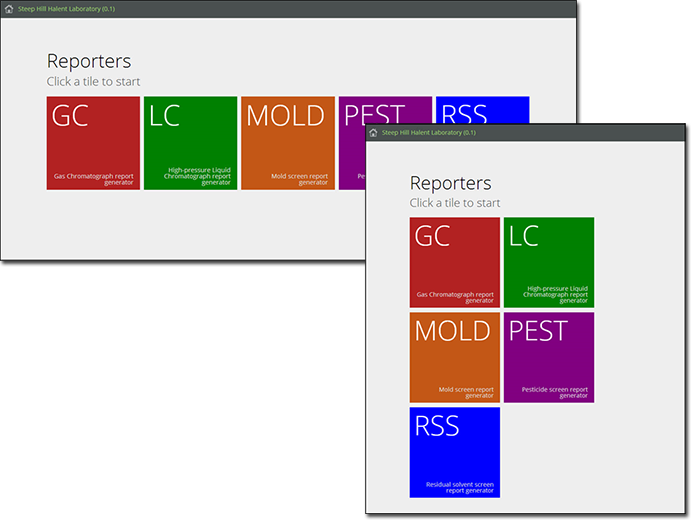 Steep Hill Halent Laboratory (0.1)
Reporters
Click a tile to start
GC
LC
MOLD
PEST
RSS
Gas Chromatograph report
generator
High-pressure Liquid
Chromatograph report
generator
Mold screen report
generator
Pe
Steep Hill Halent Laboratory (0.1)
Reporters
Click a tile to start
GC
LC
Gas Chromatograph report
generator
High-pressure Liquid
Chromatograph report
generator
MOLD
PEST
Mold screen report
generator
Pesticide screen report
generator
RSS
Residual solvent screen
report generator